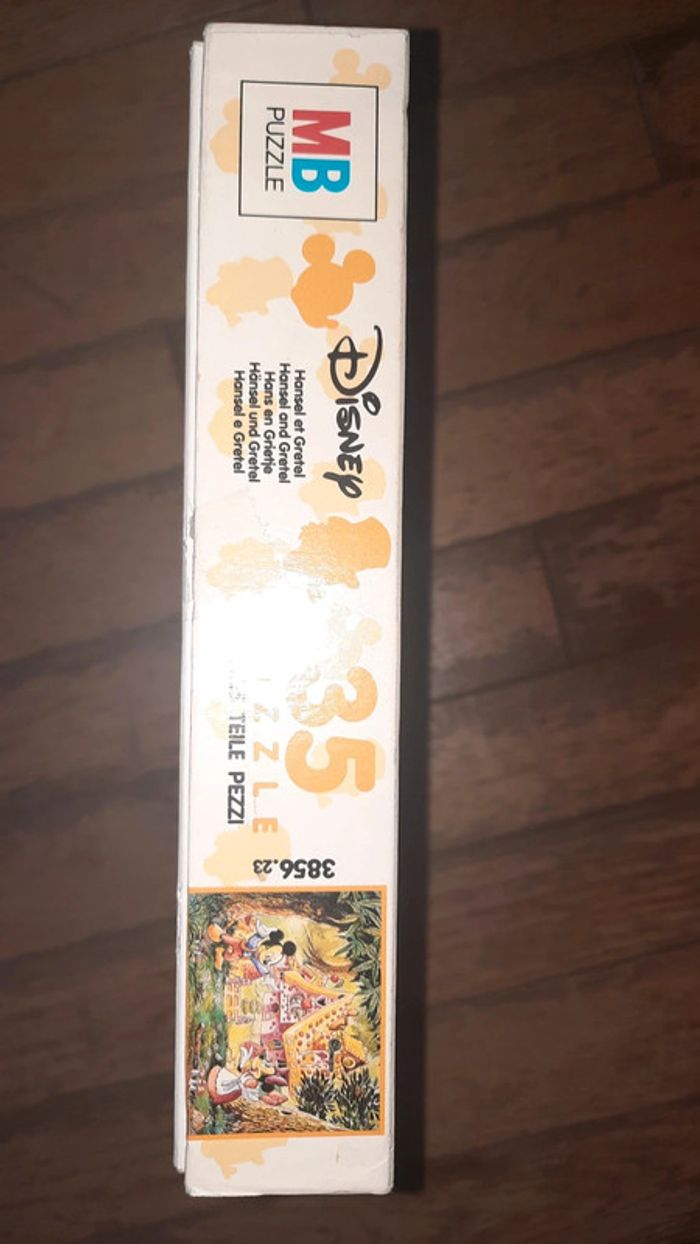 MB
PUZZLE
Disney
Hansel et Gretel
Hansel and Gretel
Hans en Grietje
Hänsel und Gretel
Hansel e Gretel
35
TEILE PEZZI
3856.23